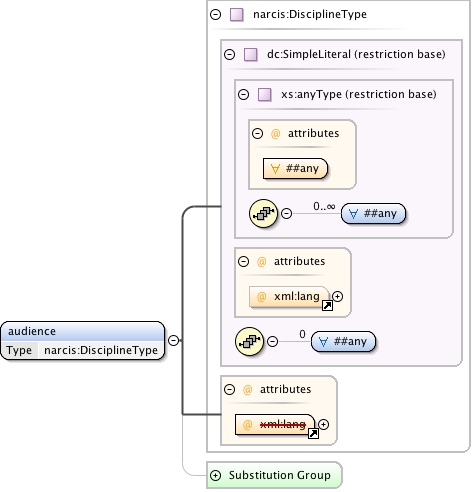 narcis:DisciplineType
dc:SimpleLiteral (restriction base)
xs:anyType (restriction base)
@ attributes
∀ ##any
0..∞
∀ ##any
@ attributes
@ xml:lang
0
∀ ##any
audience
Type narcis:DisciplineType
@ attributes
@ xml:lang
Substitution Group